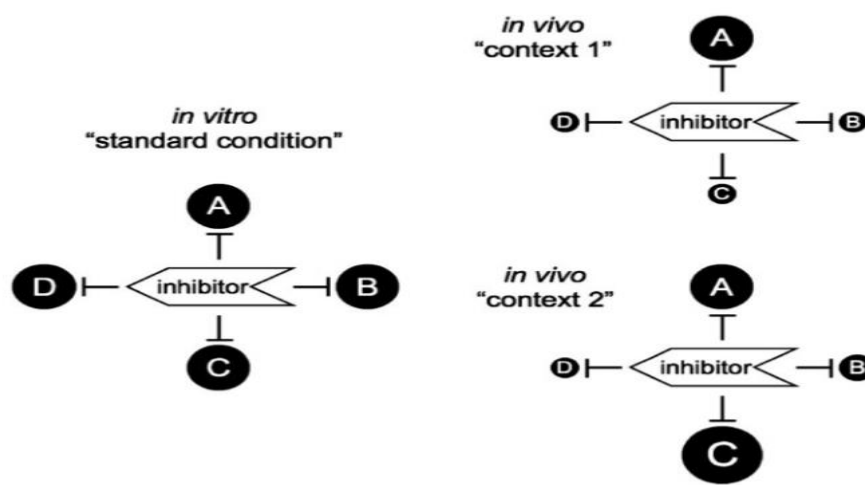 in vitro
“standard condition”
A
D
inhibitor
B
C
in vivo
“context 1”
A
D
inhibitor
B
C
in vivo
“context 2”
A
D
inhibitor
B
C